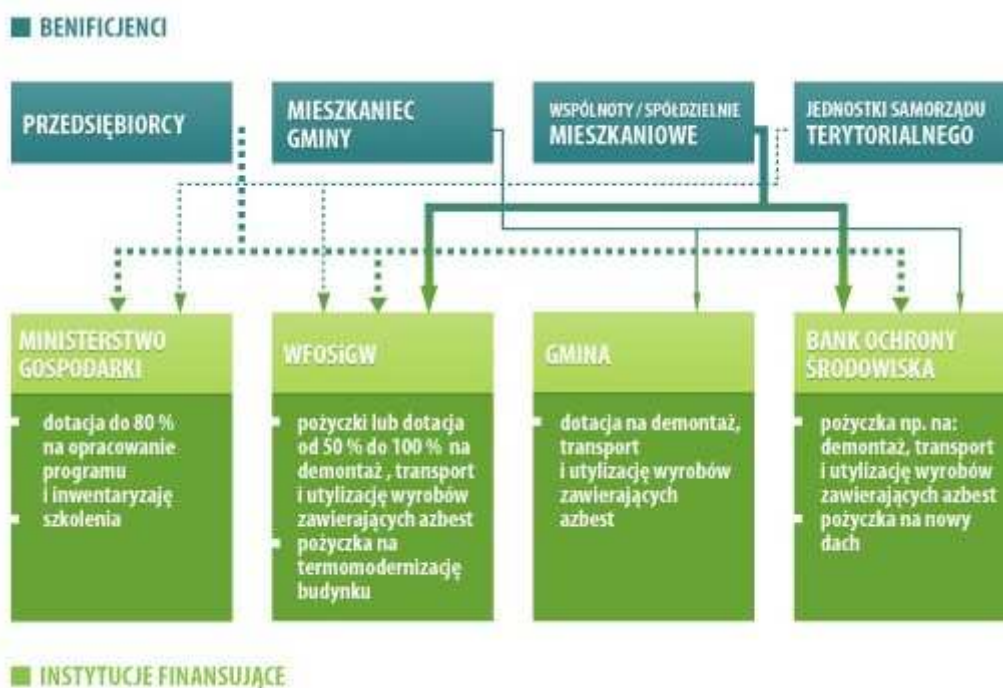 BENIFICJENCI
PRZEDSIĘBIORCY
MIESZKANIEC
GMINY
WSPÓLNOTY / SPÓŁDZIELNIE
MIESZKANIOWE
JEDNOSTKI SAMORZĄDU
TERYTORIALNEGO
MINISTERSTWO
GOSPODARKI
dotacja do 80 %
na opracowanie
programu
i inwentaryzaję
szkolenia
WFOSiGW
pożyczki lub dotacja
od 50 % do 100 % na
demontaż , transport
i utylizację wyrobów
zawierających azbest
pożyczka na
termomodernizację
budynku
GMINA
dotacja na demontaż,
transport
i utylizację wyrobów
zawierających
azbest
BANK OCHRONY
ŚRODOWISKA
pożyczka np. na:
demontaż, transport
i utylizację wyrobów
zawierających azbest
pożyczka na nowy
dach
INSTYTUCJE FINANSUJĄCE